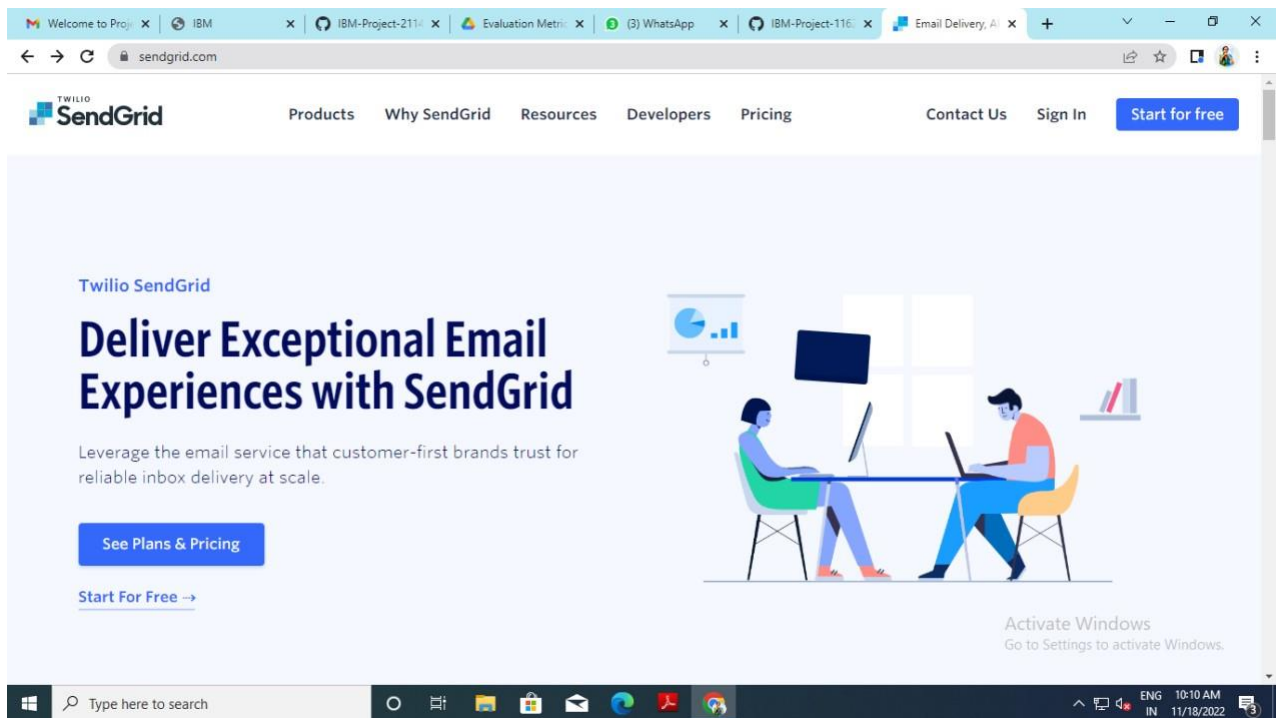 Welcome to Proj
IBM
IBM-Project-2114
Evaluation Metric
(3) WhatsApp
IBM-Project-116
Email Delivery, A
sendgrid.com
TWILIO
SendGrid
Products Why SendGrid Resources Developers Pricing Contact Us Sign In Start for free
Twilio SendGrid
Deliver Exceptional Email
Experiences with SendGrid
Leverage the email service that customer-first brands trust for
reliable inbox delivery at scale.
See Plans & Pricing
Start For Free →
Activate Windows
Go to Settings to activate Windows.
Type here to search
ENG 10:10 AM
IN 11/18/2022
3